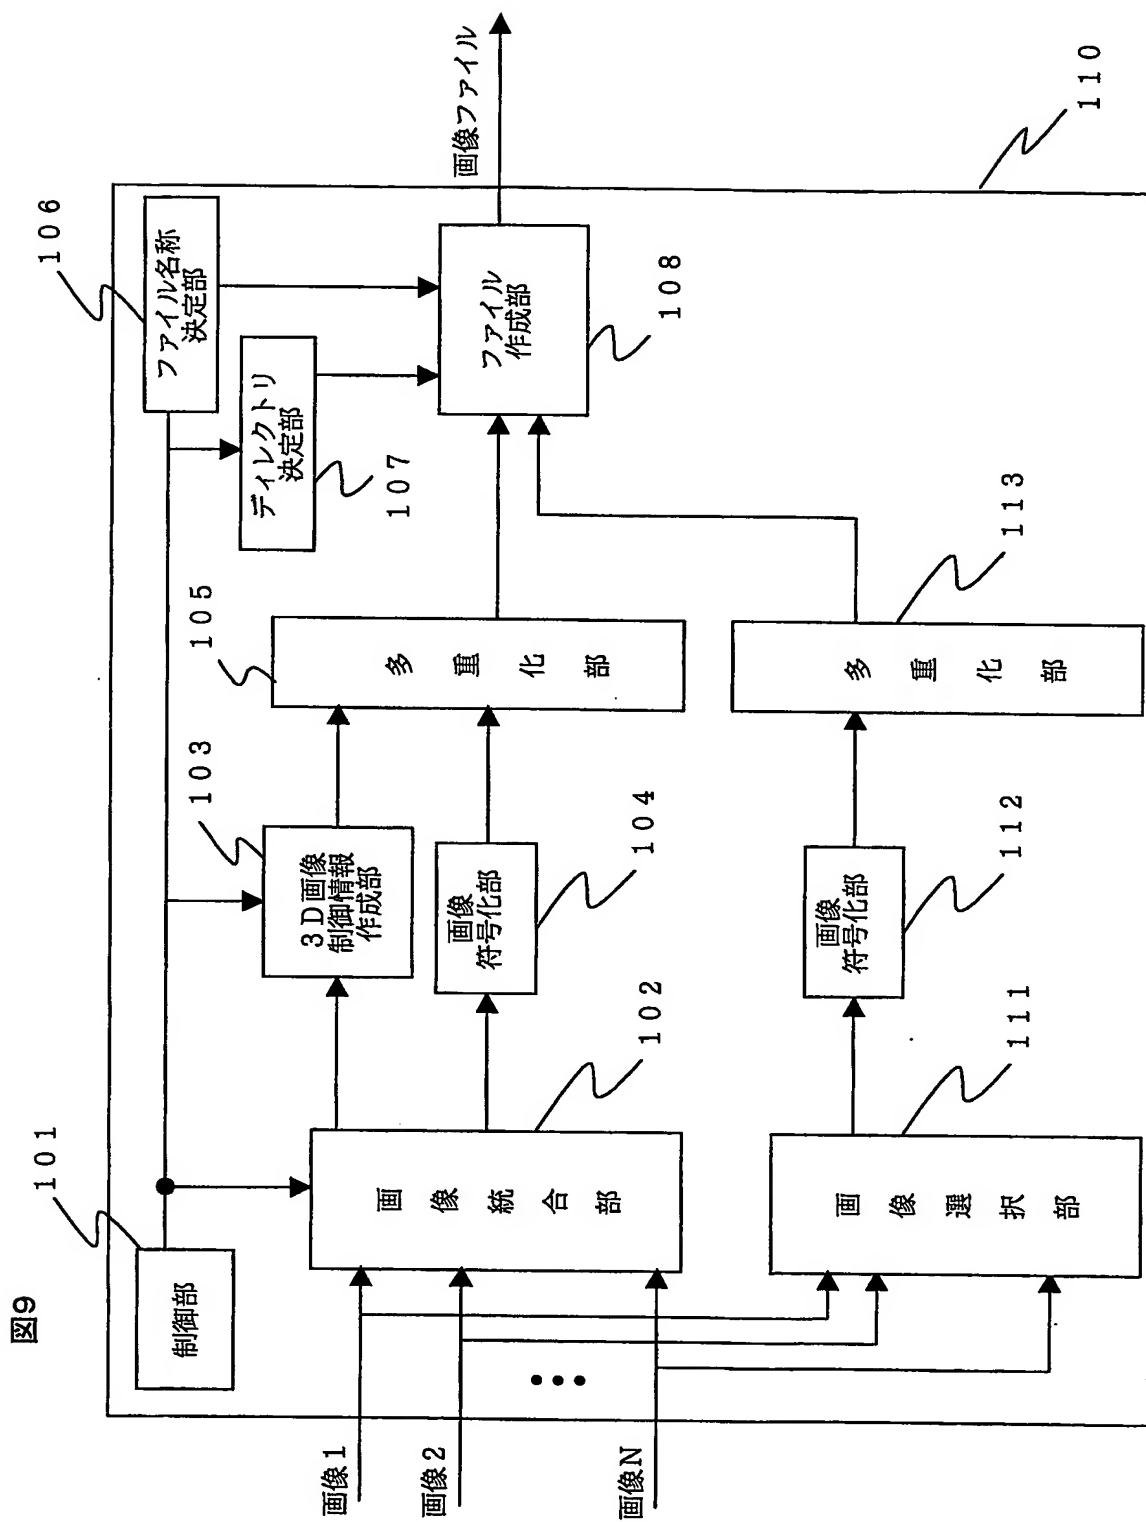 図9
101
制御部
画像1
画像2
画像N
画像統合部
102
3D画像
制御情報
作成部
103
画像
符号化部
104
多重化部
105
ファイル名称
決定部
106
ディレクトリ
決定部
107
ファイル
作成部
108
画像ファイル
110
画像選択部
111
画像
符号化部
112
多重化部
113